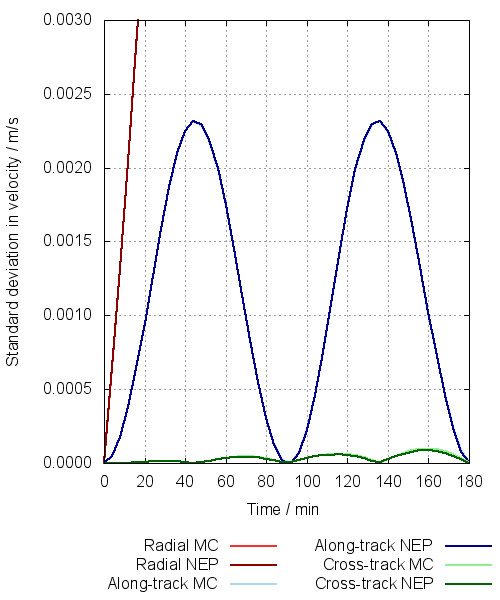 0.0030
0.0025
0.0020
0.0015
0.0010
0.0005
0.0000
Standard deviation in velocity / m/s
0 20 40 60 80 100 120 140 160 180
Time / min
Radial MC
Radial NEP
Along-track MC
Along-track NEP
Cross-track MC
Cross-track NEP